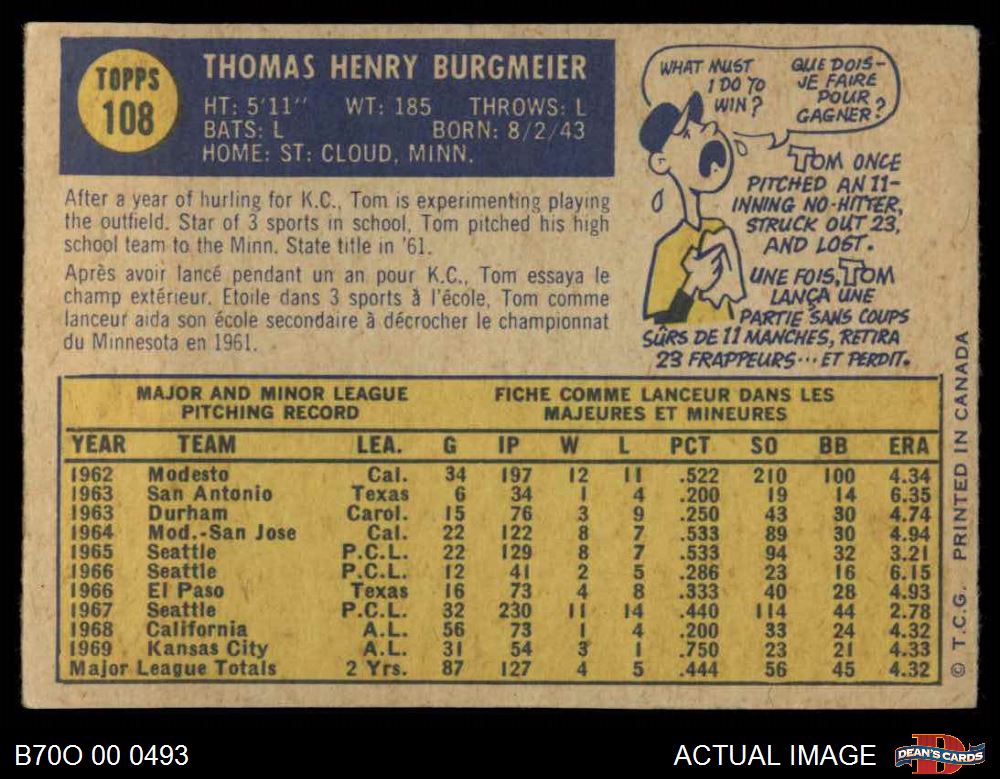 TOPPS
108
THOMAS HENRY BURGMEIER
HT: 5'11" WT: 185 THROWS: L
BATS: L BORN: 8/2/43
HOME: ST: CLOUD, MINN.
After a year of hurling for K.C., Tom is experimenting playing
the outfield. Star of 3 sports in school, Tom pitched his high
school team to the Minn. State title in '61.
Après avoir lancé pendant un an pour K.C., Tom essaya le
champ extérieur. Etoile dans 3 sports à l'école, Tom comme
lanceur aida son école secondaire à décrocher le championnat
du Minnesota en 1961.
WHAT MUST
I DO TO
WIN?
QUE DOIS-
JE FAIRE
POUR
GAGNER?
TOM ONCE
PITCHED AN 11-
INNING NO-HITTER,
STRUCK OUT 23,
AND LOST.
UNE FOIS, TOM
LANÇA UNE
PARTIE SANS COUPS
SÛRS DE 11 MANCHES, RETIRA
23 FRAPPEURS... ET PERDIT.
MAJOR AND MINOR LEAGUE
PITCHING RECORD
FICHE COMME LANCEUR DANS LES
MAJEURES ET MINEURES
YEAR TEAM LEA. G IP W L PCT SO BB ERA
1962 Modesto Cal. 34 197 12 11 .522 210 100 4.34
1963 San Antonio Texas 6 34 1 4 .200 19 14 6.35
1963 Durham Carol. 15 76 3 9 .250 43 30 4.74
1964 Mod.-San Jose Cal. 22 122 8 7 .533 89 30 4.94
1965 Seattle P.C.L. 22 129 8 7 .533 94 32 3.21
1966 Seattle P.C.L. 12 41 2 5 .286 23 16 6.15
1966 El Paso Texas 16 73 4 8 .333 40 28 4.93
1967 Seattle P.C.L. 32 230 11 14 .440 114 44 2.78
1968 California A.L. 56 73 1 4 .200 33 24 4.32
1969 Kansas City A.L. 31 54 3 1 .750 23 21 4.33
Major League Totals 2 Yrs. 87 127 4 5 .444 56 45 4.32
© T.C.G. PRINTED IN CANADA
B70O 00 0493
ACTUAL IMAGE
DEAN'S CARDS